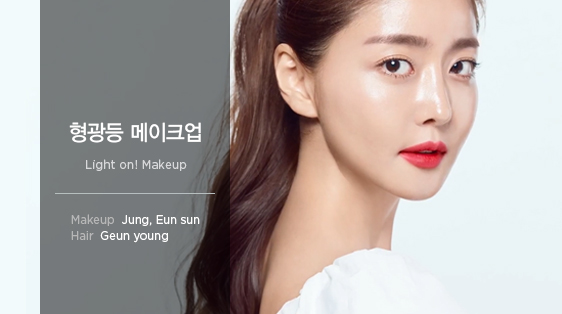 형광등 메이크업
Light on! Makeup
Makeup Jung, Eun sun
Hair Geun young